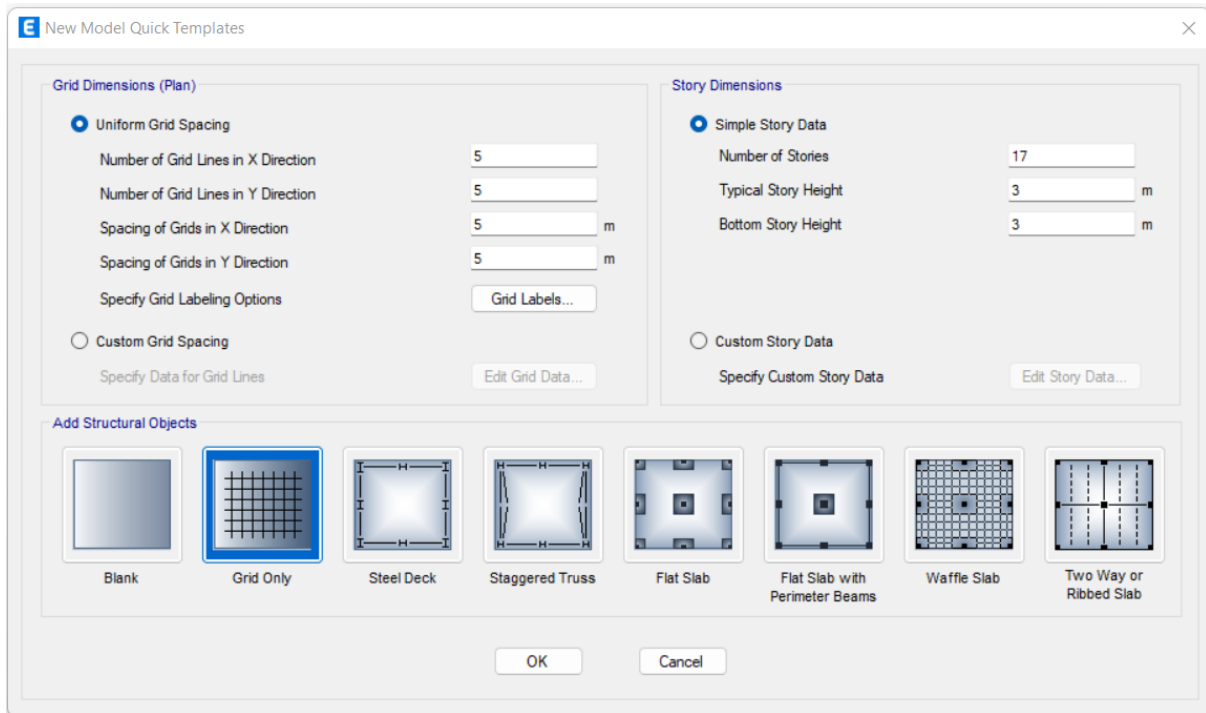 E New Model Quick Templates
Grid Dimensions (Plan)
Uniform Grid Spacing
Number of Grid Lines in X Direction 5
Number of Grid Lines in Y Direction 5
Spacing of Grids in X Direction 5 m
Spacing of Grids in Y Direction 5 m
Specify Grid Labeling Options Grid Labels...
Custom Grid Spacing
Specify Data for Grid Lines Edit Grid Data...
Story Dimensions
Simple Story Data
Number of Stories 17
Typical Story Height 3 m
Bottom Story Height 3 m
Custom Story Data
Specify Custom Story Data Edit Story Data...
Add Structural Objects
Blank
Grid Only
Steel Deck
Staggered Truss
Flat Slab
Flat Slab with
Perimeter Beams
Waffle Slab
Two Way or
Ribbed Slab
OK Cancel